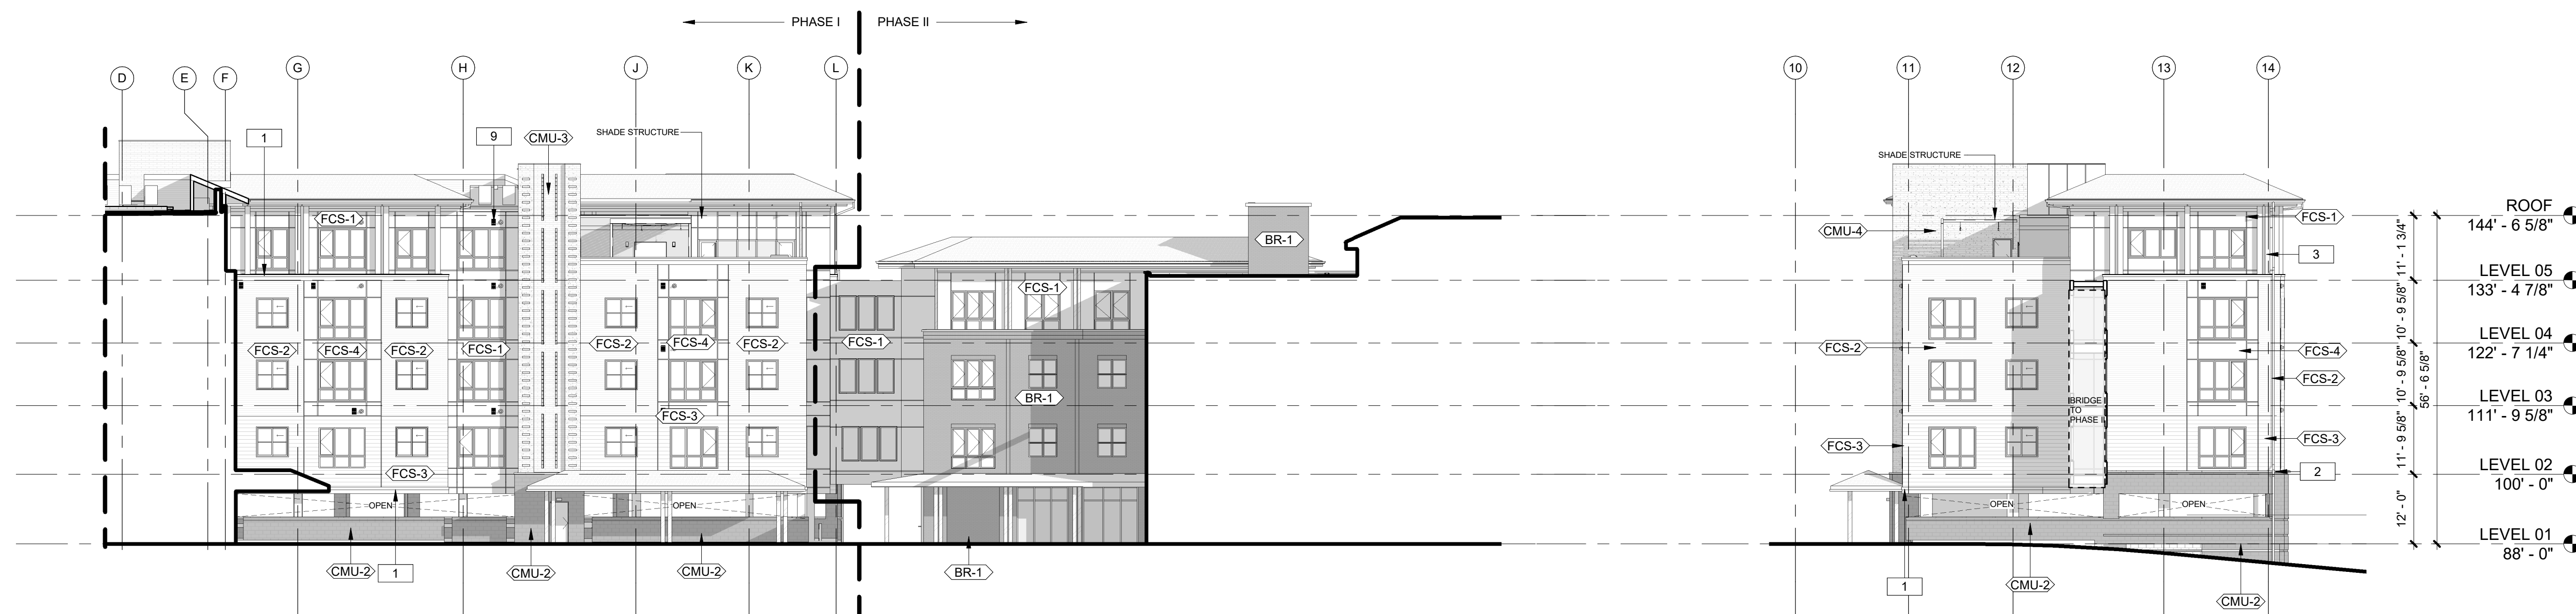 PHASE I
PHASE II
D
E
F
G
H
J
K
L
10
11
12
13
14
1
9
CMU-3
SHADE STRUCTURE
SHADE STRUCTURE
FCS-1
FCS-1
BR-1
CMU-4
FCS-1
3
ROOF
144' - 6 5/8"
11' - 1 3/4"
LEVEL 05
133' - 4 7/8"
10' - 9 5/8"
FCS-2
FCS-4
FCS-2
FCS-1
FCS-2
FCS-4
FCS-2
FCS-1
FCS-2
FCS-4
LEVEL 04
122' - 7 1/4"
FCS-2
10' - 9 5/8"
56' - 6 5/8"
BR-1
FCS-3
BRIDGE
TO
PHASE II
LEVEL 03
111' - 9 5/8"
FCS-3
FCS-3
11' - 9 5/8"
FCS-3
2
LEVEL 02
100' - 0"
OPEN
OPEN
OPEN
OPEN
12' - 0"
LEVEL 01
88' - 0"
CMU-2
1
CMU-2
CMU-2
BR-1
1
CMU-2
CMU-2